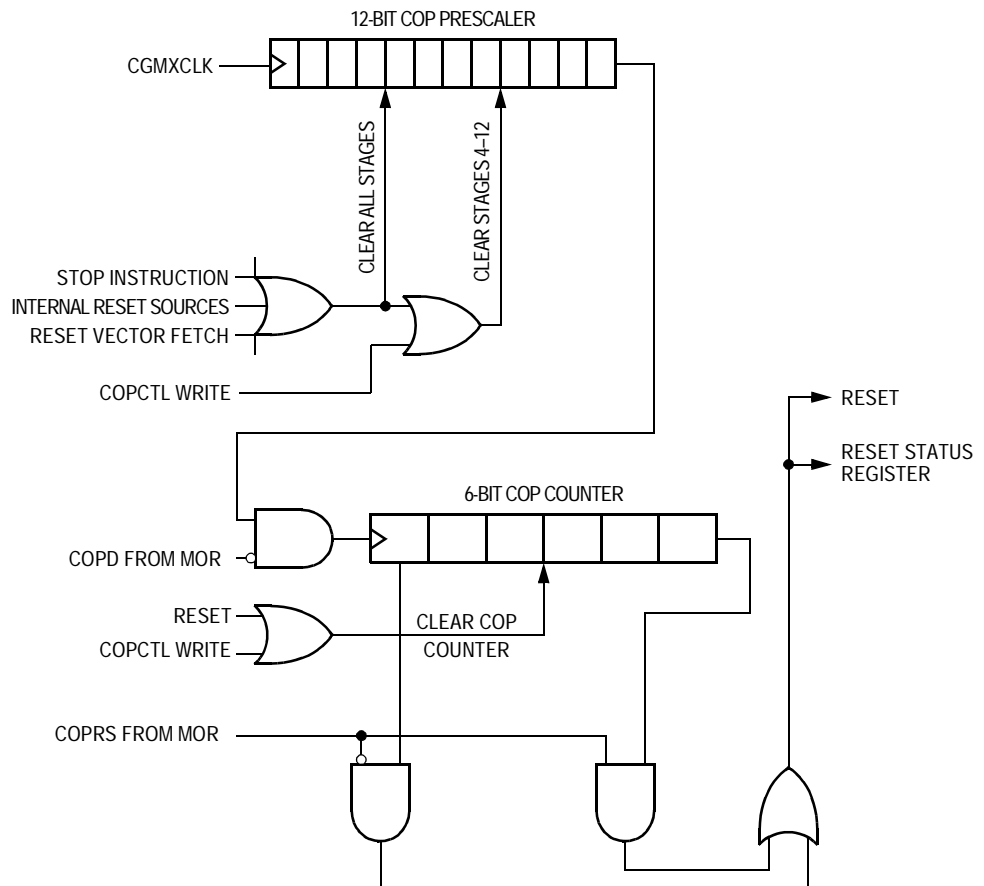 12-BIT COP PRESCALER
CGMXCLK
CLEAR ALL STAGES
CLEAR STAGES 4–12
STOP INSTRUCTION
INTERNAL RESET SOURCES
RESET VECTOR FETCH
COPCTL WRITE
RESET
RESET STATUS
REGISTER
6-BIT COP COUNTER
COPD FROM MOR
RESET
COPCTL WRITE
CLEAR COP
COUNTER
COPRS FROM MOR